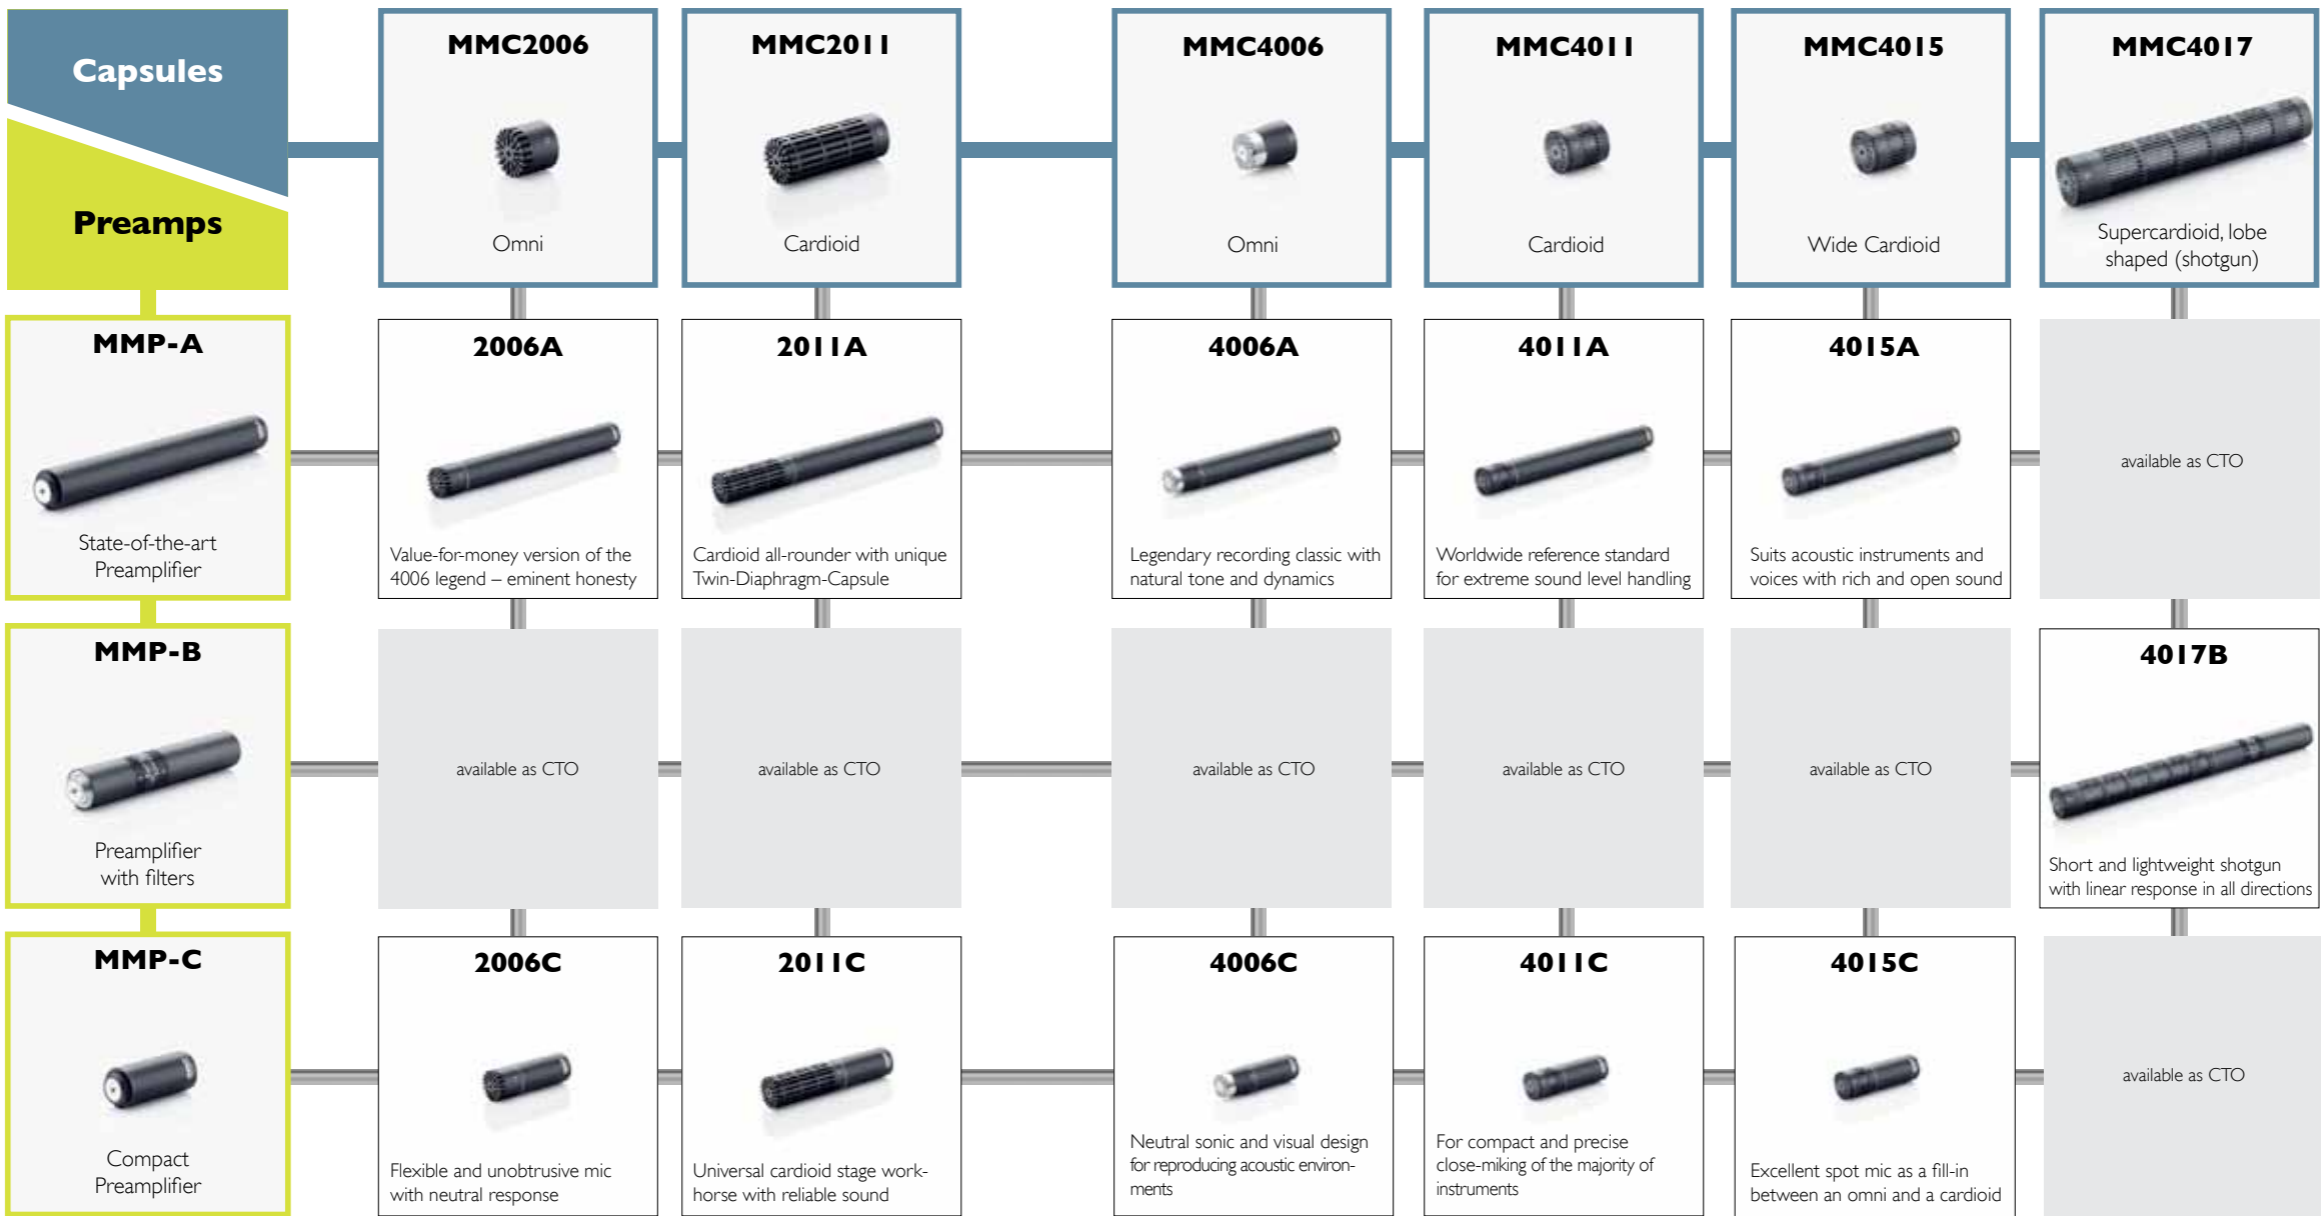 Capsules
Preamps
MMC2006
Omni
MMC2011
Cardioid
MMC4006
Omni
MMC4011
Cardioid
MMC4015
Wide Cardioid
MMC4017
Supercardioid, lobe
shaped (shotgun)
MMP-A
State-of-the-art
Preamplifier
2006A
Value-for-money version of the
4006 legend – eminent honesty
2011A
Cardioid all-rounder with unique
Twin-Diaphragm-Capsule
4006A
Legendary recording classic with
natural tone and dynamics
4011A
Worldwide reference standard
for extreme sound level handling
4015A
Suits acoustic instruments and
voices with rich and open sound
available as CTO
MMP-B
Preamplifier
with filters
available as CTO
available as CTO
available as CTO
available as CTO
available as CTO
4017B
Short and lightweight shotgun
with linear response in all directions
MMP-C
Compact
Preamplifier
2006C
Flexible and unobtrusive mic
with neutral response
2011C
Universal cardioid stage work-
horse with reliable sound
4006C
Neutral sonic and visual design
for reproducing acoustic environ-
ments
4011C
For compact and precise
close-miking of the majority of
instruments
4015C
Excellent spot mic as a fill-in
between an omni and a cardioid
available as CTO